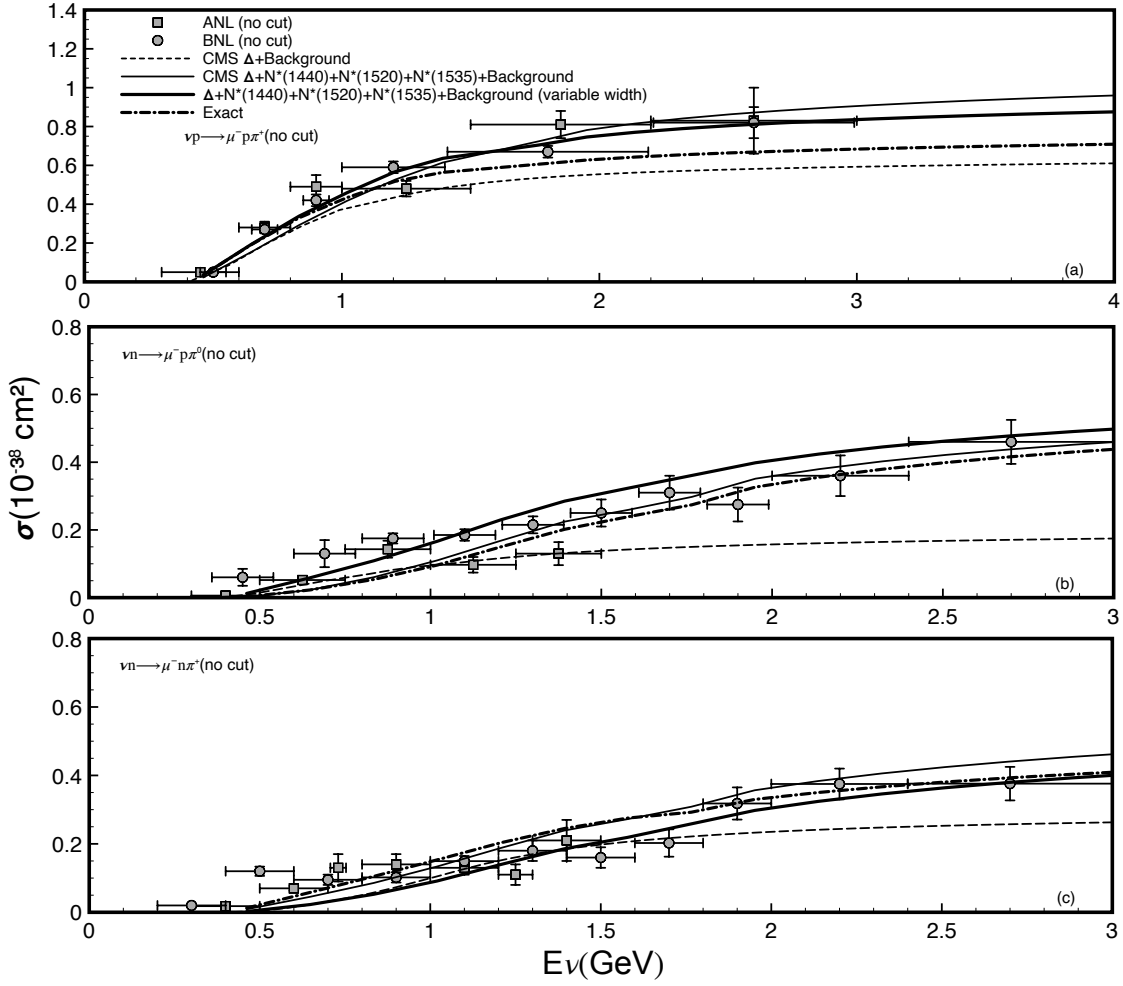 1.4
1.2
1
0.8
0.6
0.4
0.2
0
ANL (no cut)
BNL (no cut)
CMS Δ+Background
CMS Δ+N*(1440)+N*(1520)+N*(1535)+Background
Δ+N*(1440)+N*(1520)+N*(1535)+Background (variable width)
Exact
νp⟶μ⁻pπ⁺(no cut)
(a)
0 1 2 3 4
0.8
0.6
0.4
0.2
0
νn⟶μ⁻pπ⁰(no cut)
(b)
0 0.5 1 1.5 2 2.5 3
σ(10⁻³⁸ cm²)
0.8
0.6
0.4
0.2
0
νn⟶μ⁻nπ⁺(no cut)
(c)
0 0.5 1 1.5 2 2.5 3
Eν(GeV)